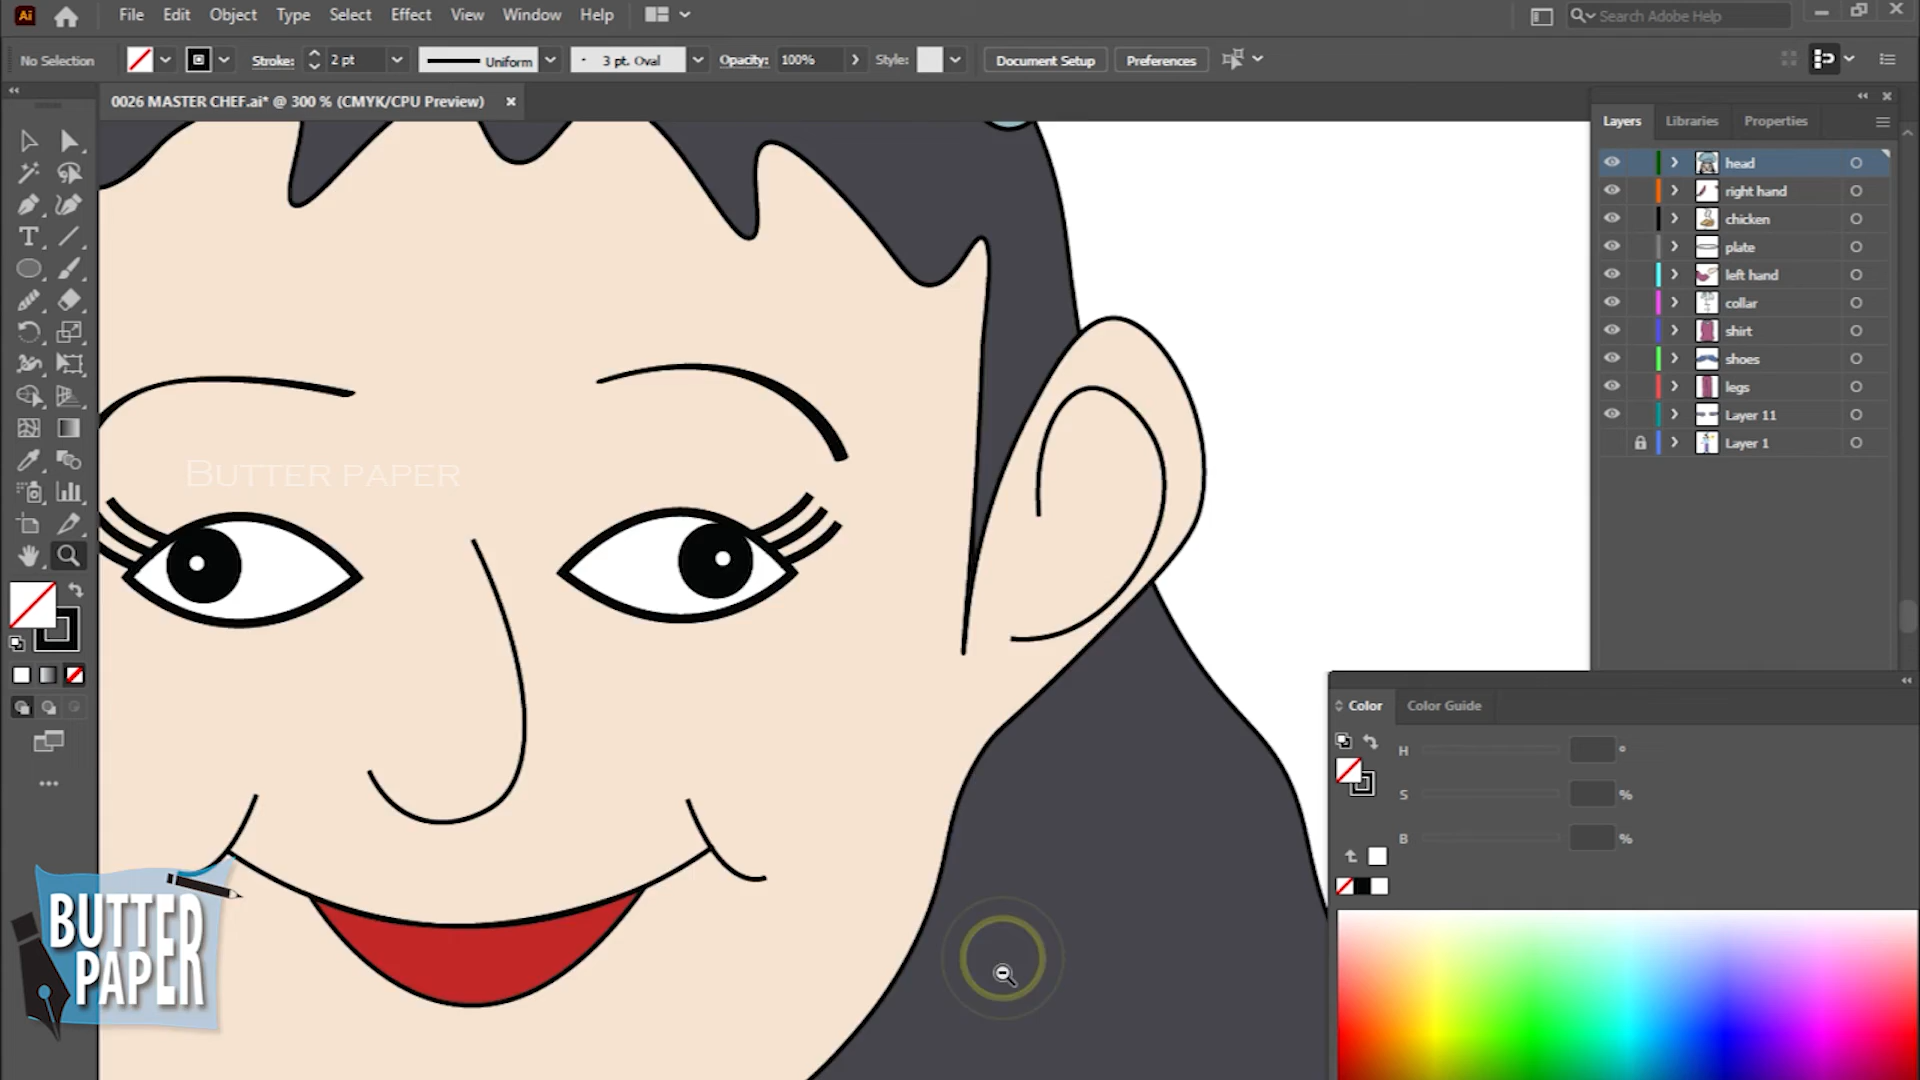 Ai File Edit Object Type Select Effect View Window Help Search Adobe Help
No Selection Stroke: 2 pt Uniform 3 pt. Oval Opacity: 100% Style: Document Setup Preferences
0026 MASTER CHEF.ai* @ 300 % (CMYK/CPU Preview)
Layers Libraries Properties
head
right hand
chicken
plate
left hand
collar
shirt
shoes
legs
Layer 11
Layer 1
BUTTER PAPER
Color Color Guide
H °
S %
B %
BUTTER
PAPER